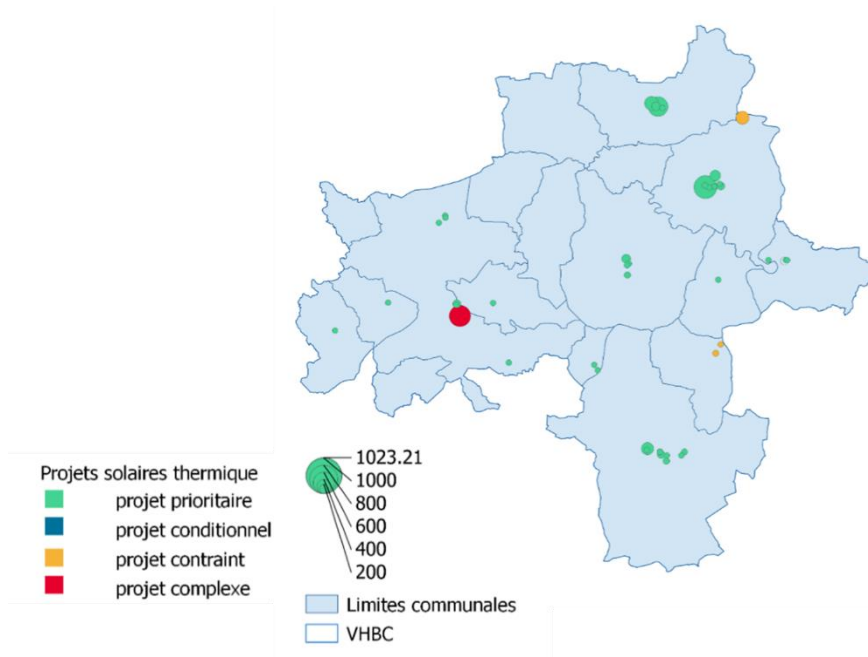 Projets solaires thermique
projet prioritaire
projet conditionnel
projet contraint
projet complexe
1023.21
1000
800
600
400
200
Limites communales
VHBC